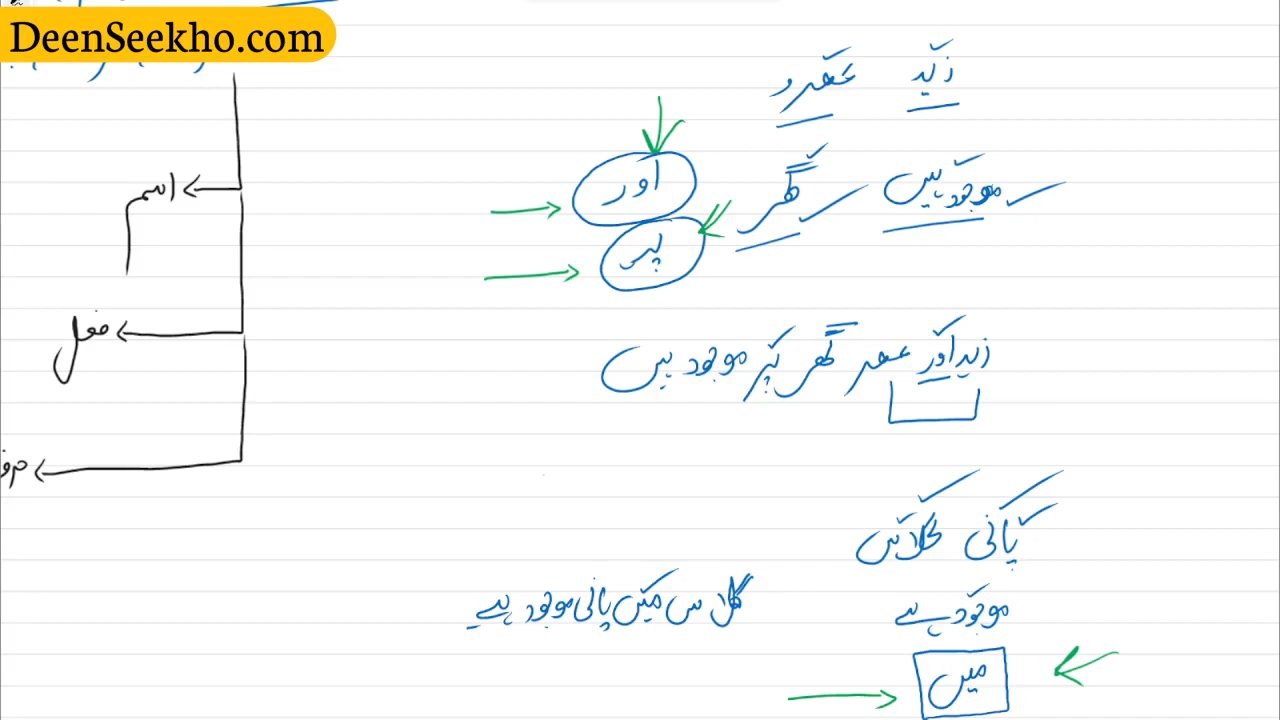 DeenSeekho.com
زید عمرو
موجود ہیں گھر
اور
پر
اسم
فعل
زید اور عمر گھر پر موجود ہیں
پانی گلاس
موجود ہے
گلاس میں پانی موجود ہے
میں